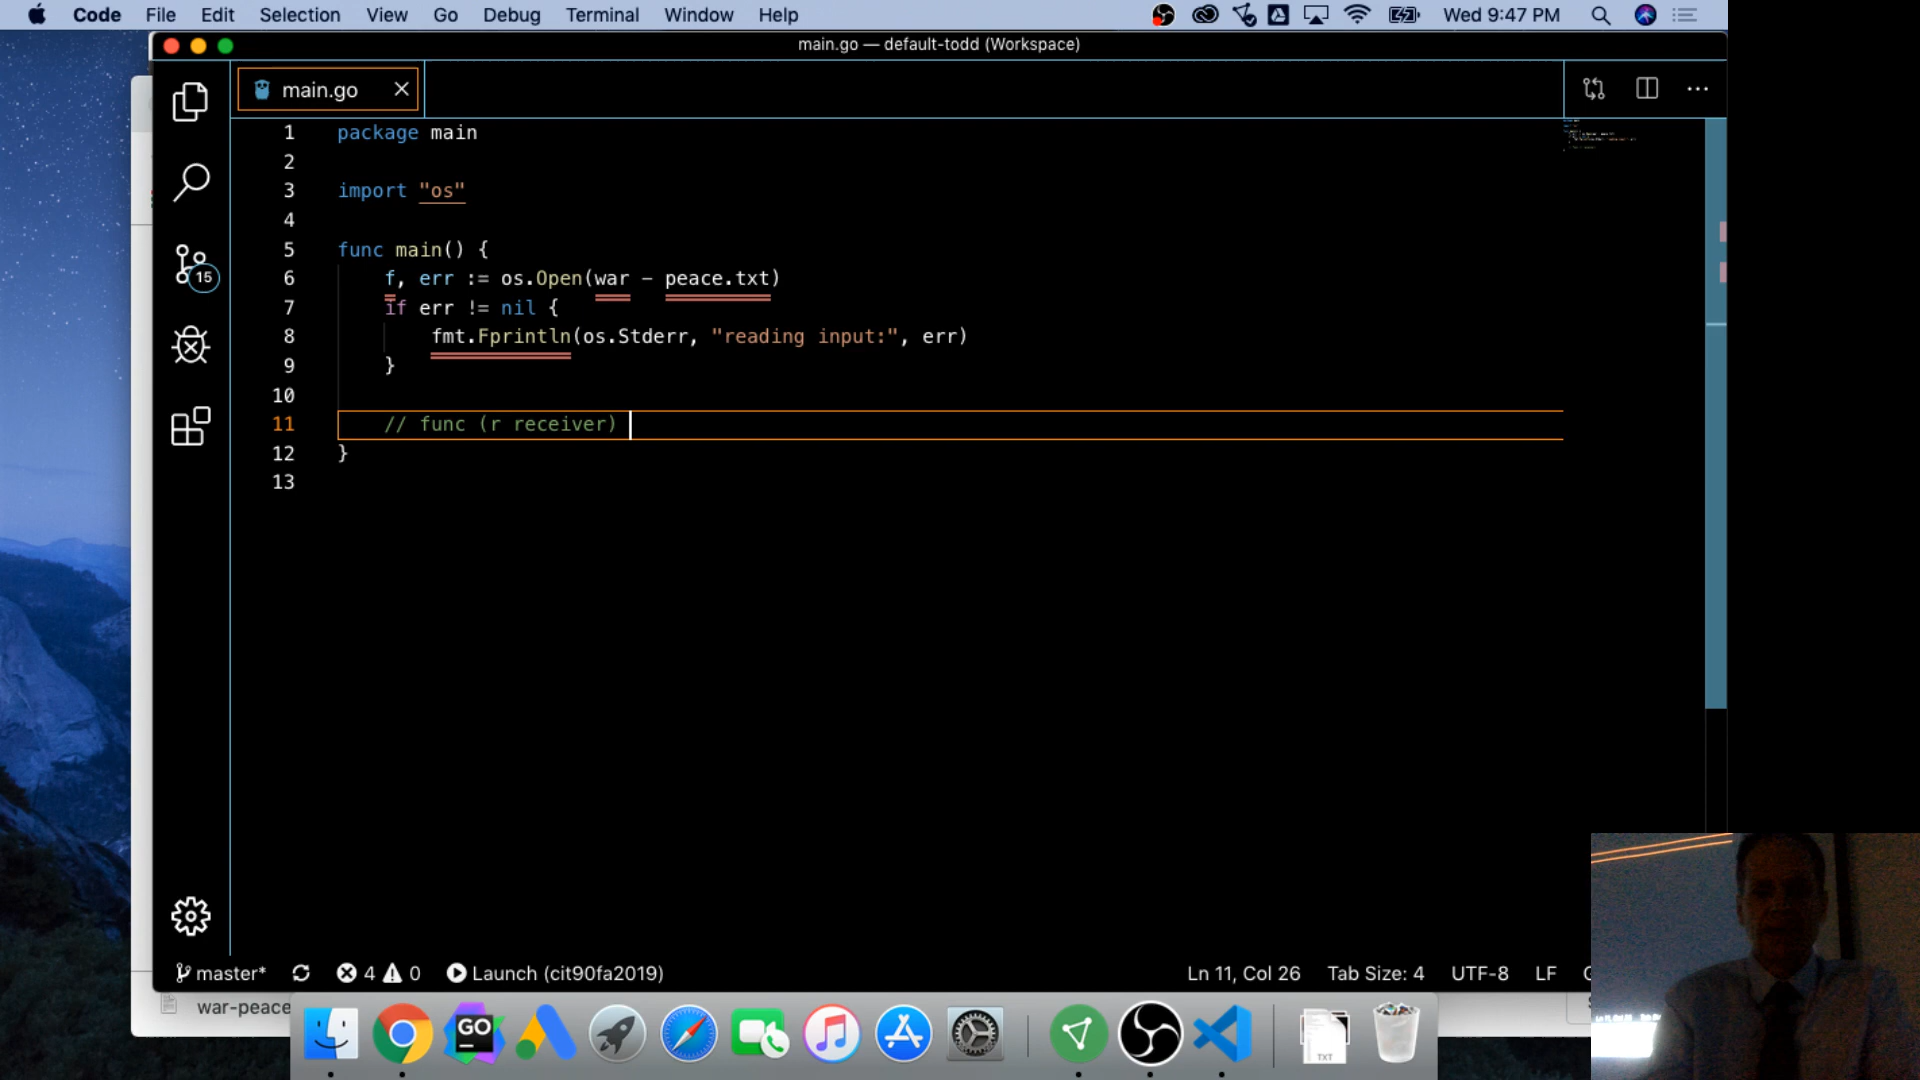 Code File Edit Selection View Go Debug Terminal Window Help Wed 9:47 PM
main.go — default-todd (Workspace)
main.go
1 package main
2
3 import "os"
4
5 func main() {
6 f, err := os.Open(war - peace.txt)
7 if err != nil {
8 fmt.Fprintln(os.Stderr, "reading input:", err)
9 }
10
11 // func (r receiver)
12 }
13
15
master* 4 0 Launch (cit90fa2019) Ln 11, Col 26 Tab Size: 4 UTF-8 LF
war-peace
GO
TXT